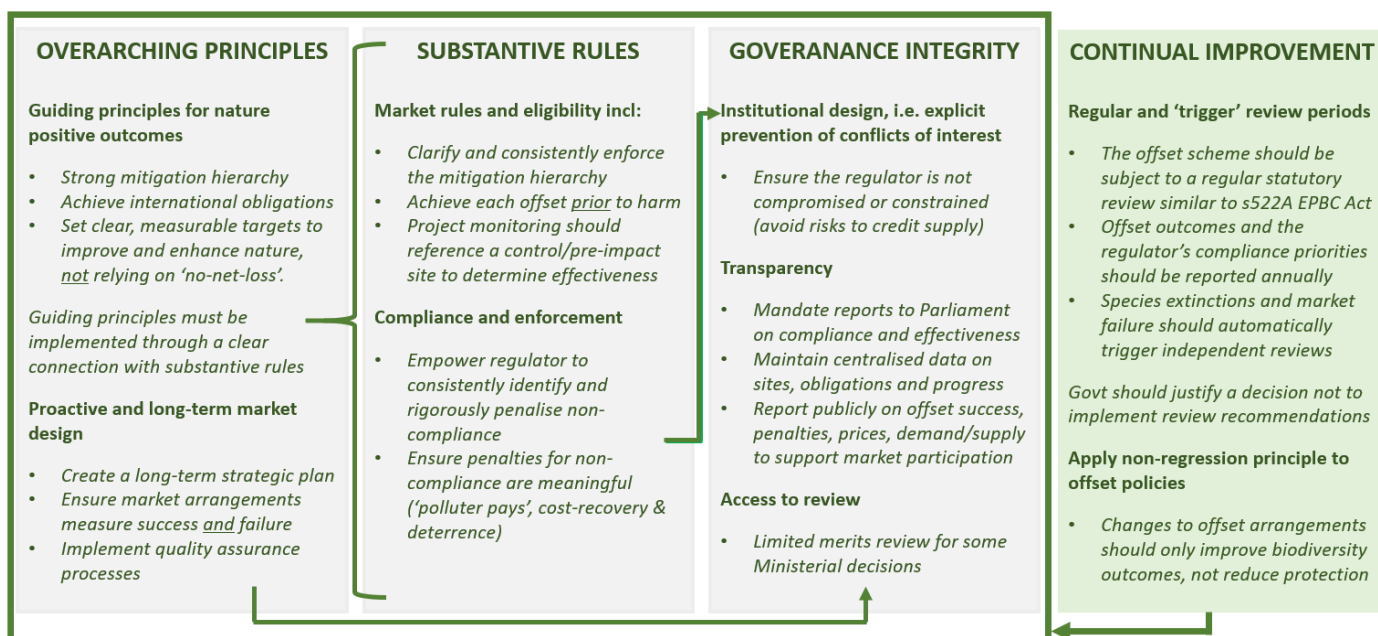 OVERARCHING PRINCIPLES
Guiding principles for nature
positive outcomes
• Strong mitigation hierarchy
• Achieve international obligations
• Set clear, measurable targets to
improve and enhance nature,
not relying on ‘no-net-loss’.
Guiding principles must be
implemented through a clear
connection with substantive rules
Proactive and long-term market
design
• Create a long-term strategic plan
• Ensure market arrangements
measure success and failure
• Implement quality assurance
processes
SUBSTANTIVE RULES
Market rules and eligibility incl:
• Clarify and consistently enforce
the mitigation hierarchy
• Achieve each offset prior to harm
• Project monitoring should
reference a control/pre-impact
site to determine effectiveness
Compliance and enforcement
• Empower regulator to
consistently identify and
rigorously penalise non-
compliance
• Ensure penalties for non-
compliance are meaningful
(‘polluter pays’, cost-recovery &
deterrence)
GOVERANANCE INTEGRITY
Institutional design, i.e. explicit
prevention of conflicts of interest
• Ensure the regulator is not
compromised or constrained
(avoid risks to credit supply)
Transparency
• Mandate reports to Parliament
on compliance and effectiveness
• Maintain centralised data on
sites, obligations and progress
• Report publicly on offset success,
penalties, prices, demand/supply
to support market participation
Access to review
• Limited merits review for some
Ministerial decisions
CONTINUAL IMPROVEMENT
Regular and ‘trigger’ review periods
• The offset scheme should be
subject to a regular statutory
review similar to s522A EPBC Act
• Offset outcomes and the
regulator’s compliance priorities
should be reported annually
• Species extinctions and market
failure should automatically
trigger independent reviews
Govt should justify a decision not to
implement review recommendations
Apply non-regression principle to
offset policies
• Changes to offset arrangements
should only improve biodiversity
outcomes, not reduce protection